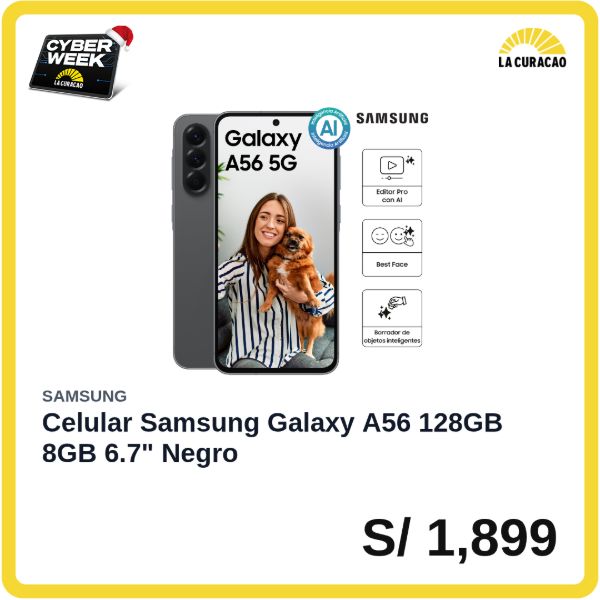 CYBER
WEEK
LA CURACAO
LA CURACAO
Galaxy
A56 5G
AI
SAMSUNG
Editor Pro
con AI
Best Face
Borrador de
objetos inteligentes
SAMSUNG
Celular Samsung Galaxy A56 128GB
8GB 6.7" Negro
S/ 1,899